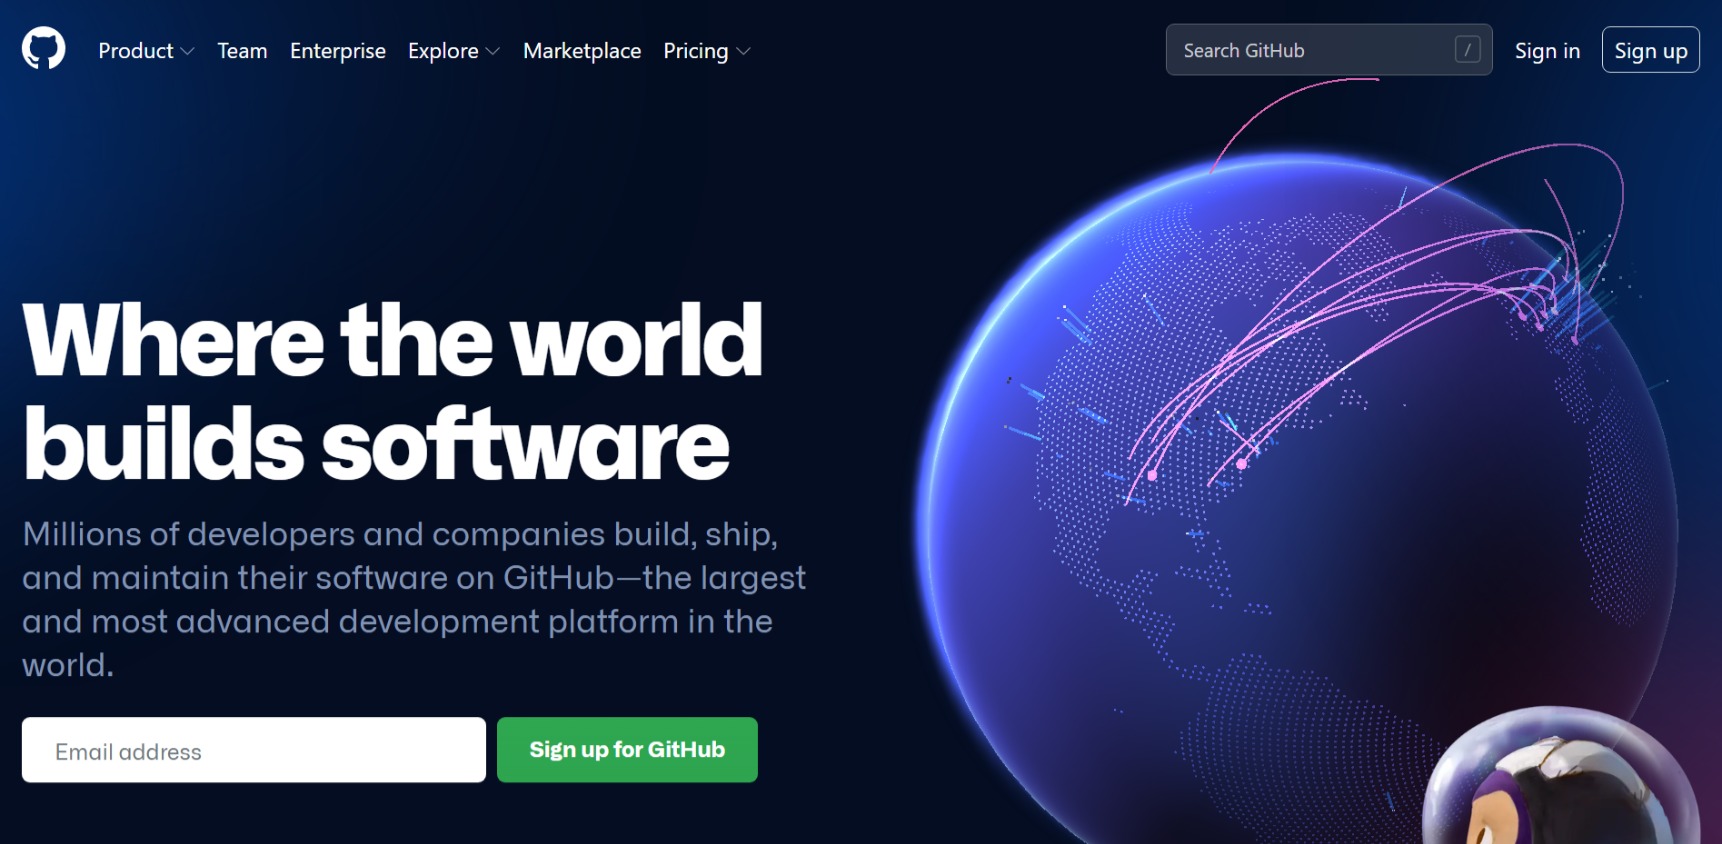 Product Team Enterprise Explore Marketplace Pricing Search GitHub / Sign in Sign up
Where the world
builds software
Millions of developers and companies build, ship,
and maintain their software on GitHub—the largest
and most advanced development platform in the
world.
Email address Sign up for GitHub